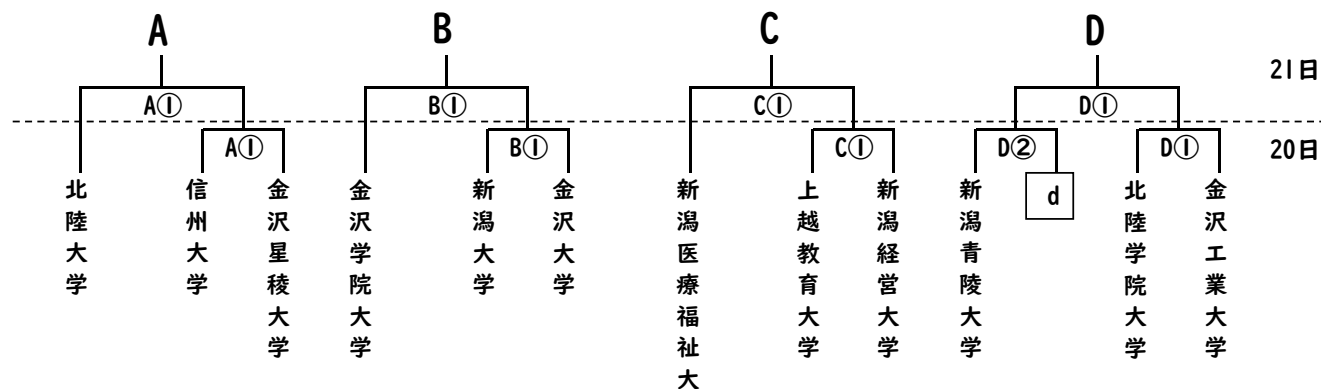 A
B
C
D
21日
A①
B①
C①
D①
20日
A①
B①
C①
D②
D①
北陸大学
信州大学
金沢星稜大学
金沢学院大学
新潟大学
金沢大学
新潟医療福祉大
上越教育大学
新潟経営大学
新潟青陵大学
d
北陸学院大学
金沢工業大学